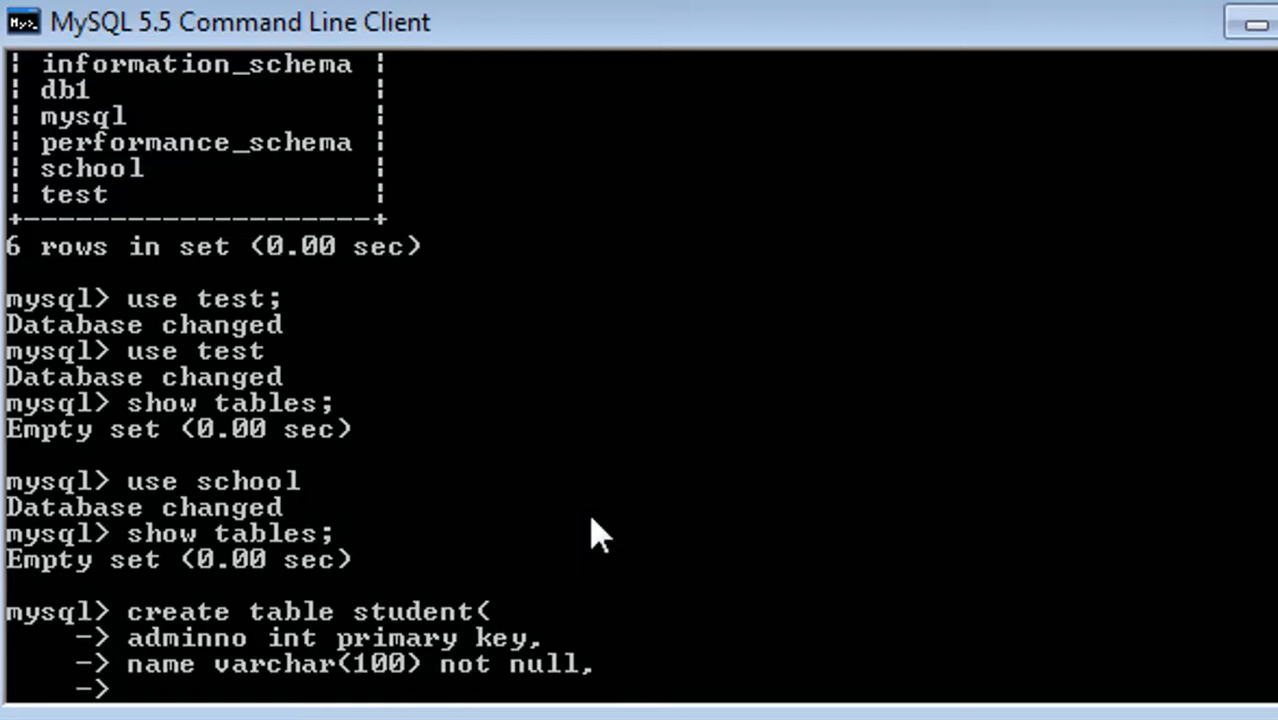 MySQL 5.5 Command Line Client
| information_schema |
| db1 |
| mysql |
| performance_schema |
| school |
| test |
+--------------------+
6 rows in set (0.00 sec)
mysql> use test;
Database changed
mysql> use test
Database changed
mysql> show tables;
Empty set (0.00 sec)
mysql> use school
Database changed
mysql> show tables;
Empty set (0.00 sec)
mysql> create table student(
-> adminno int primary key,
-> name varchar(100) not null,
->